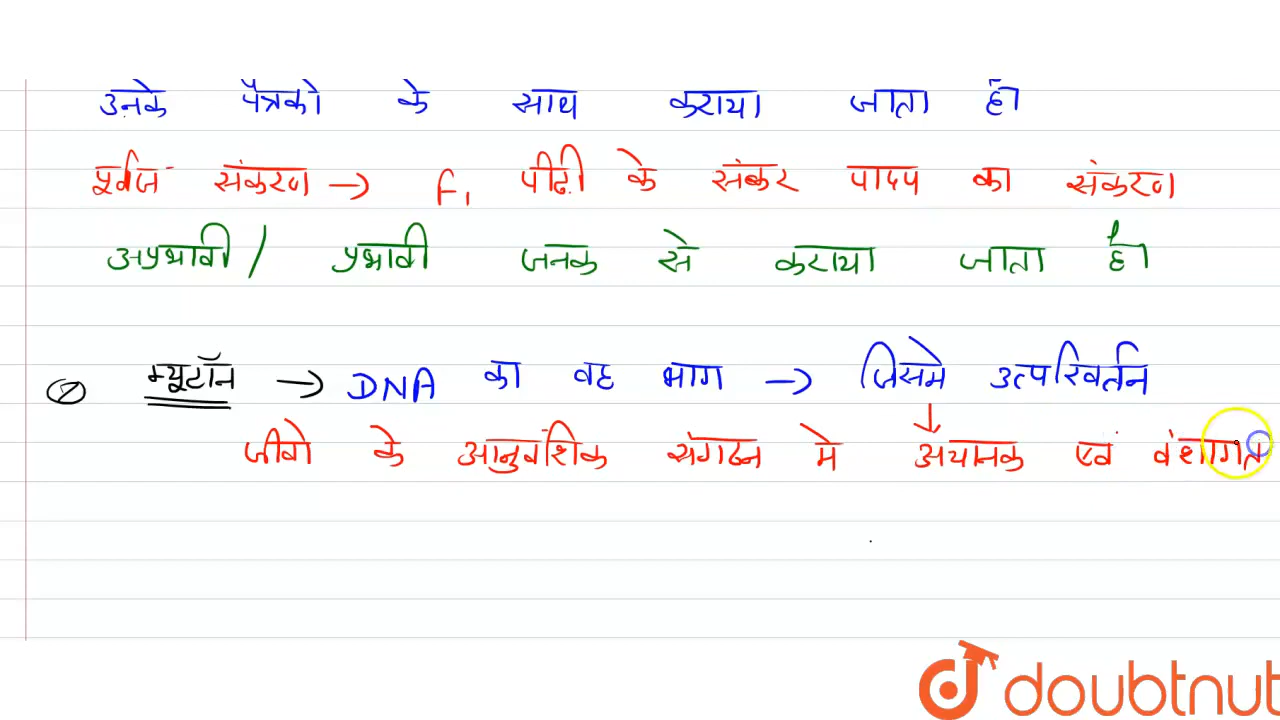 उनके पैत्रको के साथ कराया जाता है।
पूर्वज संकरण → F₁ पीढ़ी के संकर पादप का संकरण
अप्रभावी / प्रभावी जनक से कराया जाता है।
② म्यूटॉन → DNA का वह भाग → जिसमे उत्परिवर्तन
↓
जीवो के आनुवंशिक संगठन मे अचानक एवं वंशागत
doubtnut